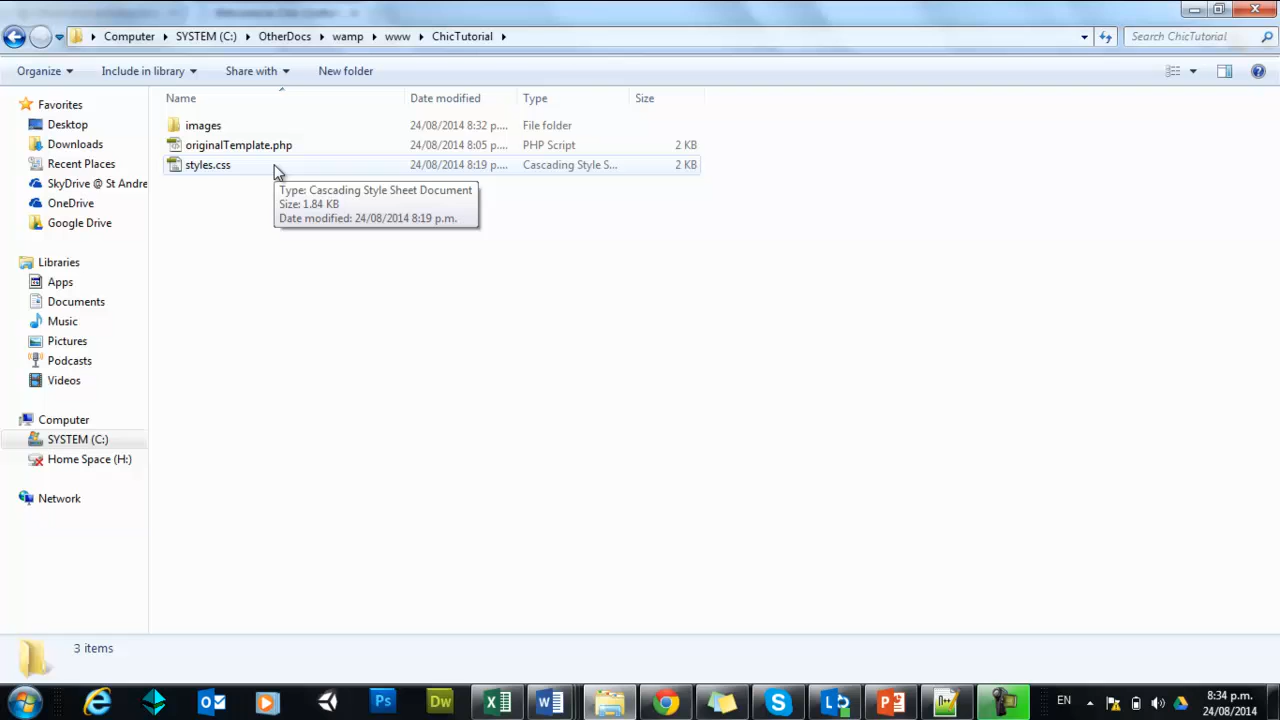 Computer SYSTEM (C:) OtherDocs wamp www ChicTutorial
Search ChicTutorial
Organize Include in library Share with New folder
Name Date modified Type Size
images 24/08/2014 8:32 p.... File folder
originalTemplate.php 24/08/2014 8:05 p.... PHP Script 2 KB
styles.css 24/08/2014 8:19 p.... Cascading Style S... 2 KB
Type: Cascading Style Sheet Document
Size: 1.84 KB
Date modified: 24/08/2014 8:19 p.m.
Favorites
Desktop
Downloads
Recent Places
SkyDrive @ St Andre
OneDrive
Google Drive
Libraries
Apps
Documents
Music
Pictures
Podcasts
Videos
Computer
SYSTEM (C:)
Home Space (H:)
Network
3 items
Ps
Dw
EN
8:34 p.m.
24/08/2014